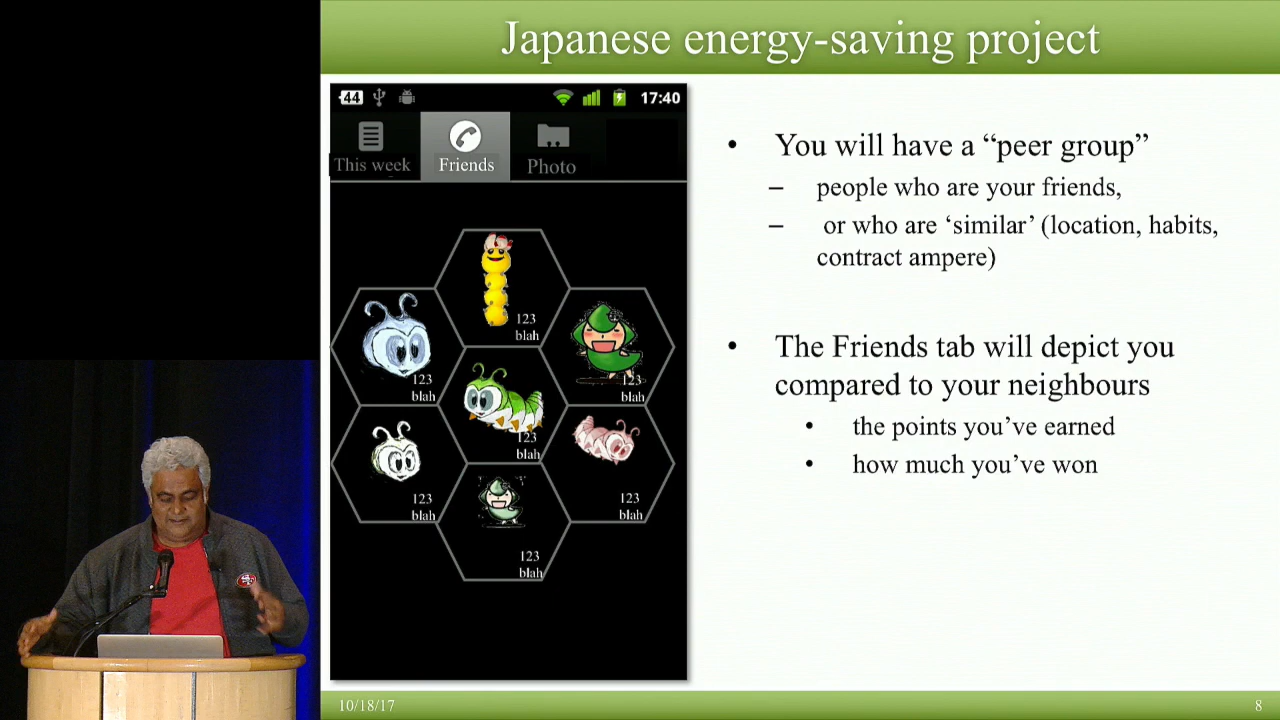 Japanese energy-saving project
44
17:40
This week
Friends
Photo
123
blah
123
blah
123
blah
123
blah
123
blah
123
blah
123
blah
• You will have a “peer group”
– people who are your friends,
– or who are ‘similar’ (location, habits,
contract ampere)
• The Friends tab will depict you
compared to your neighbours
• the points you’ve earned
• how much you’ve won
10/18/17
8